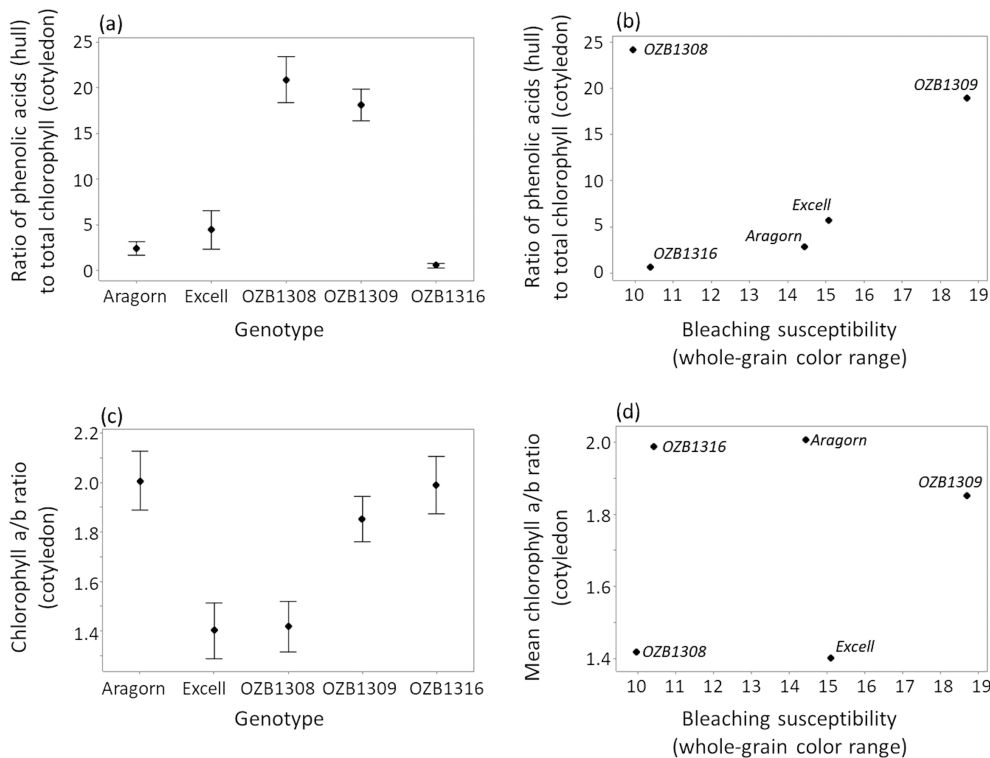 (a)
Ratio of phenolic acids (hull)
to total chlorophyll (cotyledon)
25
20
15
10
5
0
Aragorn Excell OZB1308 OZB1309 OZB1316
Genotype
(b)
Ratio of phenolic acids (hull)
to total chlorophyll (cotyledon)
25
20
15
10
5
0
OZB1308
OZB1309
Excell
Aragorn
OZB1316
10 11 12 13 14 15 16 17 18 19
Bleaching susceptibility
(whole-grain color range)
(c)
Chlorophyll a/b ratio
(cotyledon)
2.2
2.0
1.8
1.6
1.4
Aragorn Excell OZB1308 OZB1309 OZB1316
Genotype
(d)
Mean chlorophyll a/b ratio
(cotyledon
2.0
1.8
1.6
1.4
OZB1316
Aragorn
OZB1309
OZB1308
Excell
10 11 12 13 14 15 16 17 18 19
Bleaching susceptibility
(whole-grain color range)